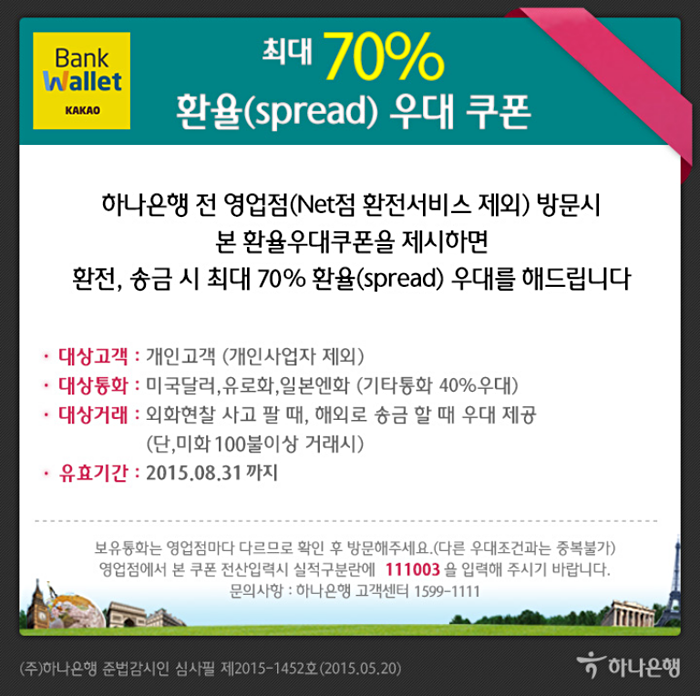 Bank
Wallet
KAKAO
최대 70%
환율(spread) 우대 쿠폰
하나은행 전 영업점(Net점 환전서비스 제외) 방문시
본 환율우대쿠폰을 제시하면
환전, 송금 시 최대 70% 환율(spread) 우대를 해드립니다
· 대상고객 : 개인고객 (개인사업자 제외)
· 대상통화 : 미국달러,유로화,일본엔화 (기타통화 40%우대)
· 대상거래 : 외화현찰 사고 팔 때, 해외로 송금 할 때 우대 제공
(단,미화 100불이상 거래시)
· 유효기간 : 2015.08.31 까지
보유통화는 영업점마다 다르므로 확인 후 방문해주세요.(다른 우대조건과는 중복불가)
영업점에서 본 쿠폰 전산입력시 실적구분란에 111003 을 입력해 주시기 바랍니다.
문의사항 : 하나은행 고객센터 1599-1111
(주)하나은행 준법감시인 심사필 제2015-1452호(2015.05.20)
하나은행